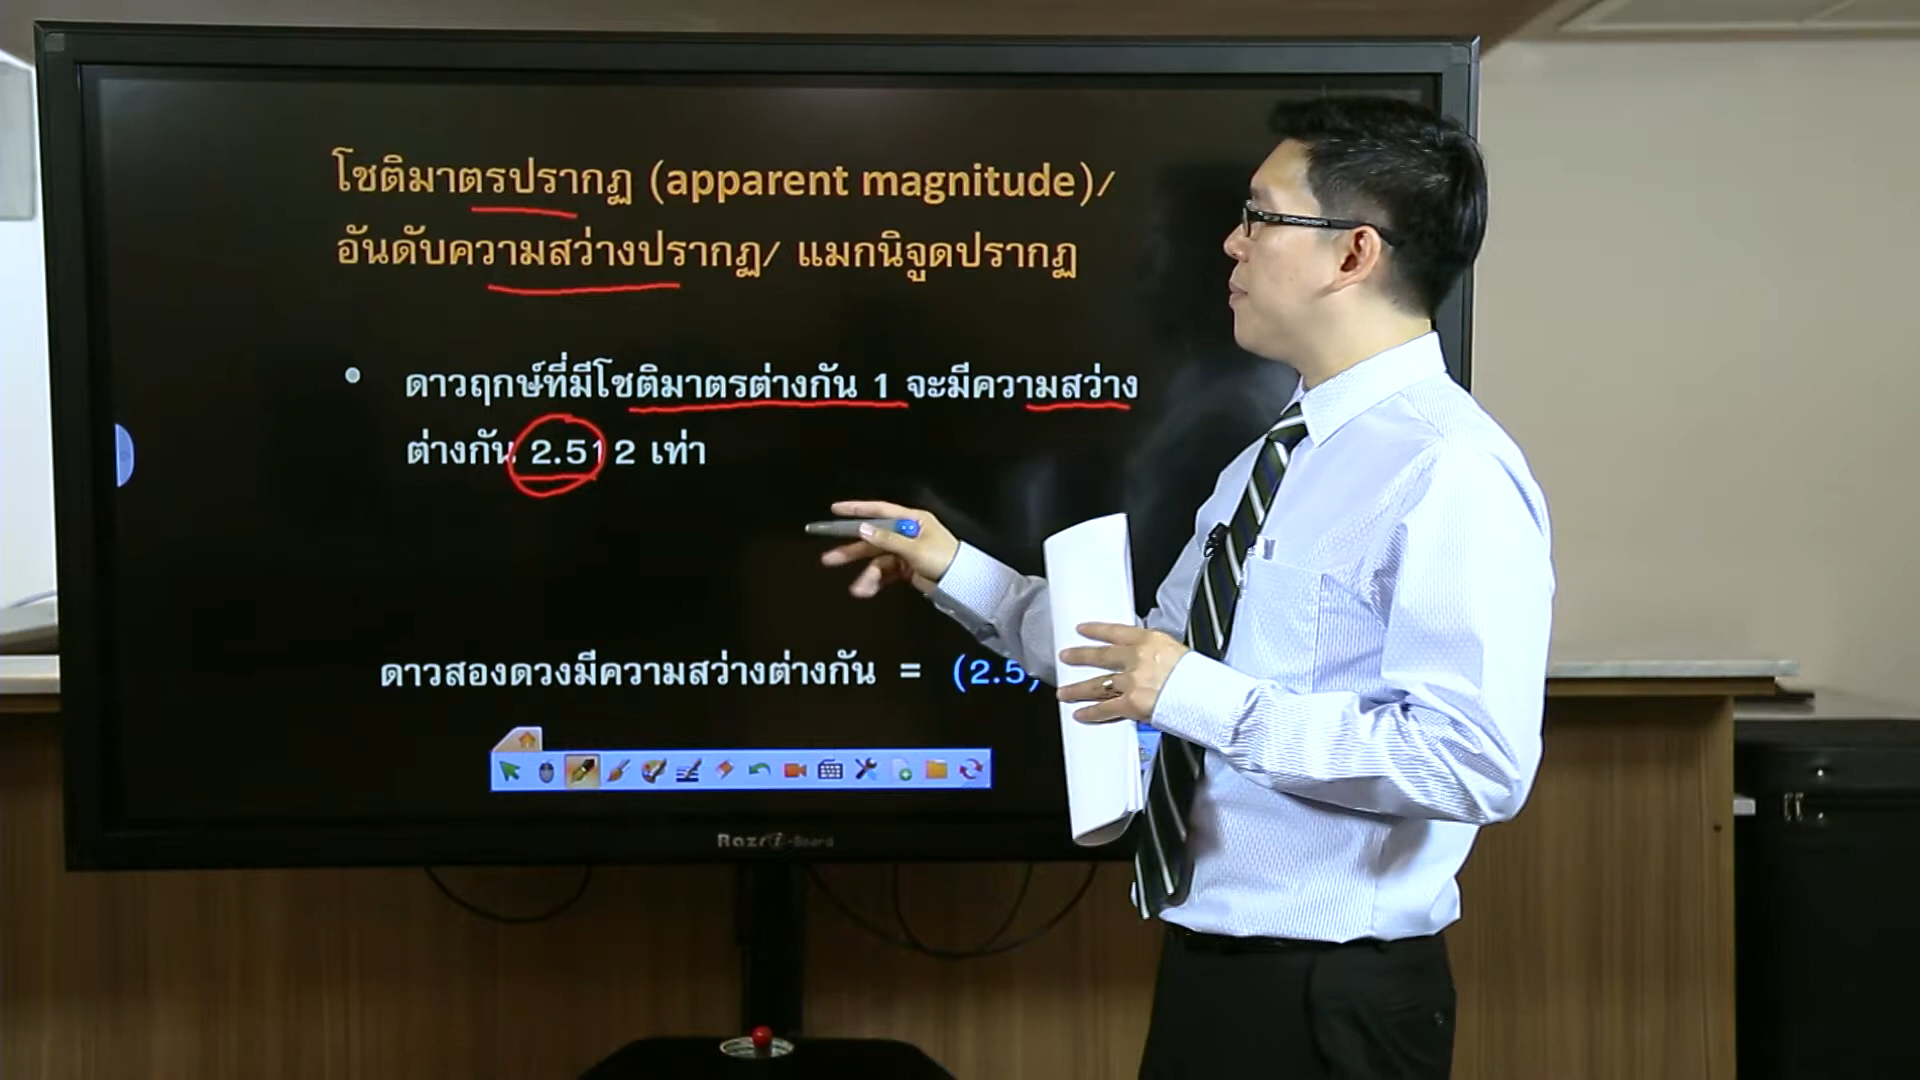 โชติมาตรปรากฏ (apparent magnitude)/
อันดับความสว่างปรากฏ/ แมกนิจูดปรากฏ
• ดาวฤกษ์ที่มีโชติมาตรต่างกัน 1 จะมีความสว่าง
ต่างกัน 2.512 เท่า
ดาวสองดวงมีความสว่างต่างกัน = (2.5)